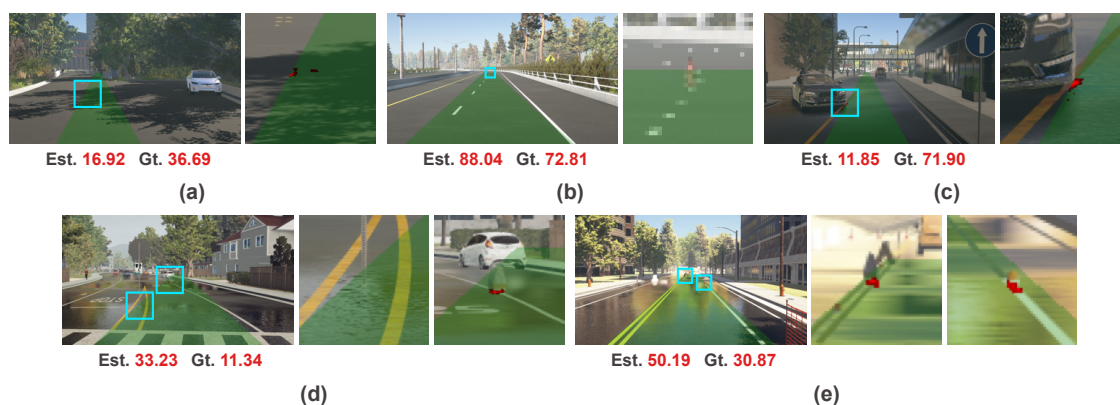 Est. 16.92 Gt. 36.69
Est. 88.04 Gt. 72.81
Est. 11.85 Gt. 71.90
(a)
(b)
(c)
STOP
Est. 33.23 Gt. 11.34
Est. 50.19 Gt. 30.87
(d)
(e)